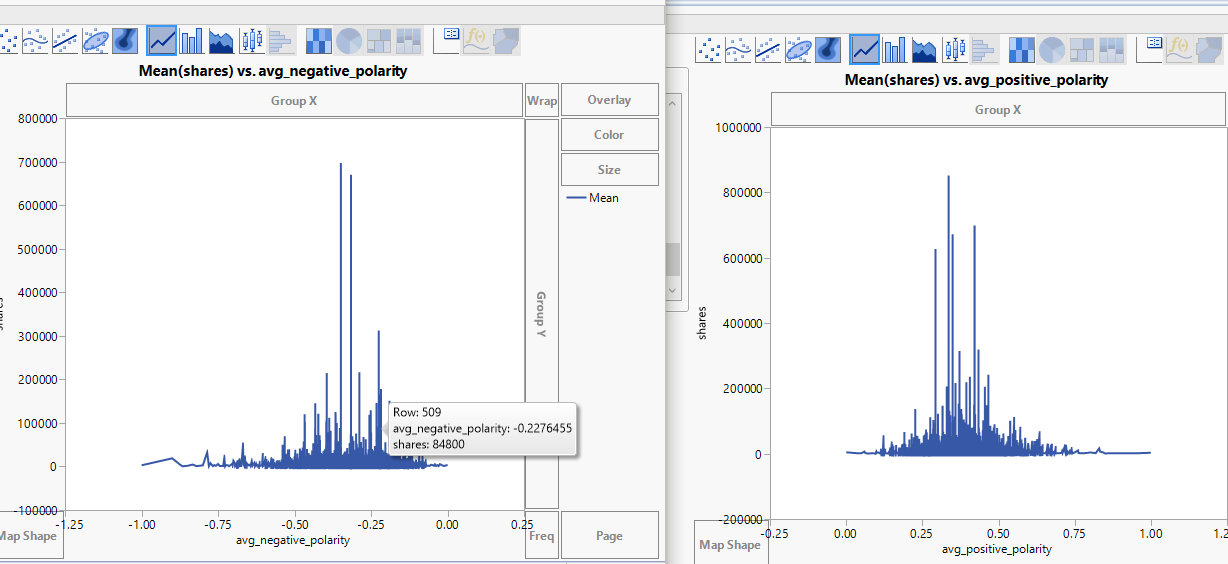 Mean(shares) vs. avg_negative_polarity
Group X
Wrap
Overlay
Color
Size
Mean
800000
700000
600000
500000
400000
300000
200000
100000
0
-100000
Group Y
Row: 509
avg_negative_polarity: -0.2276455
shares: 84800
-1.25
-1.00
-0.75
-0.50
-0.25
0.00
0.25
avg_negative_polarity
Map Shape
Freq
Page
Mean(shares) vs. avg_positive_polarity
Group X
1000000
800000
600000
400000
200000
0
-200000
shares
-0.25
0.00
0.25
0.50
0.75
1.00
avg_positive_polarity
Map Shape